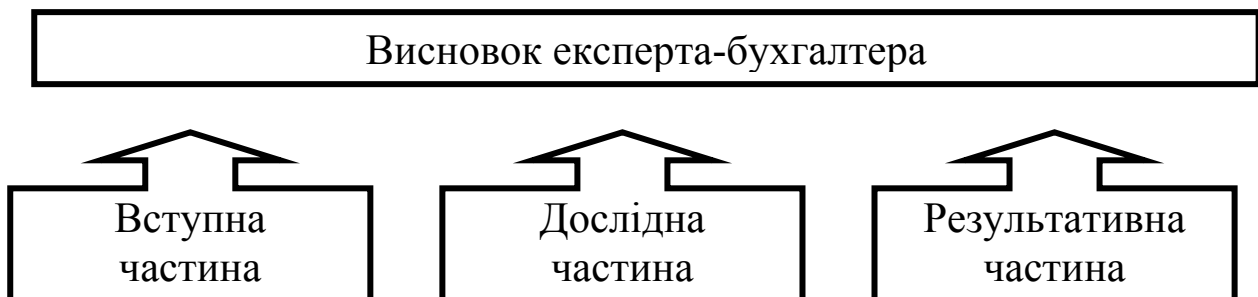 Висновок експерта-бухгалтера
Вступна
частина
Дослідна
частина
Результативна
частина